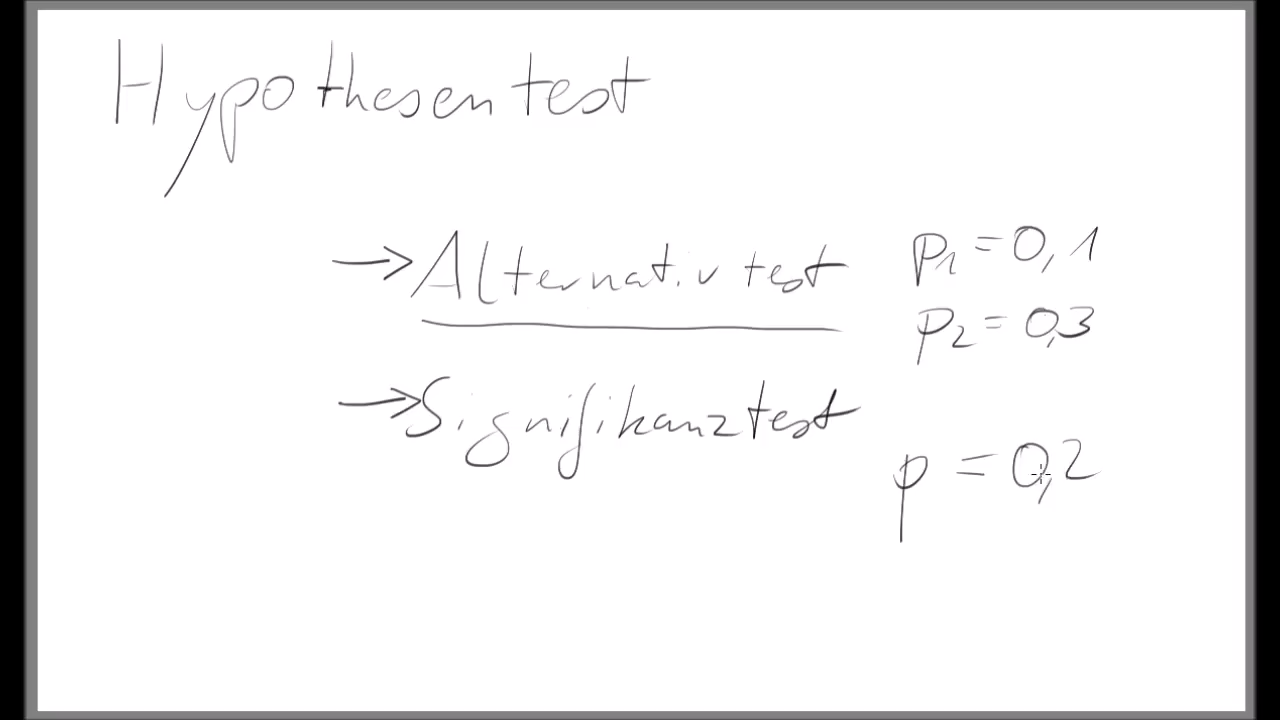 Hypothesentest
→ Alternativtest p₁ = 0,1
p₂ = 0,3
→ Signifikanztest
p = 0,2